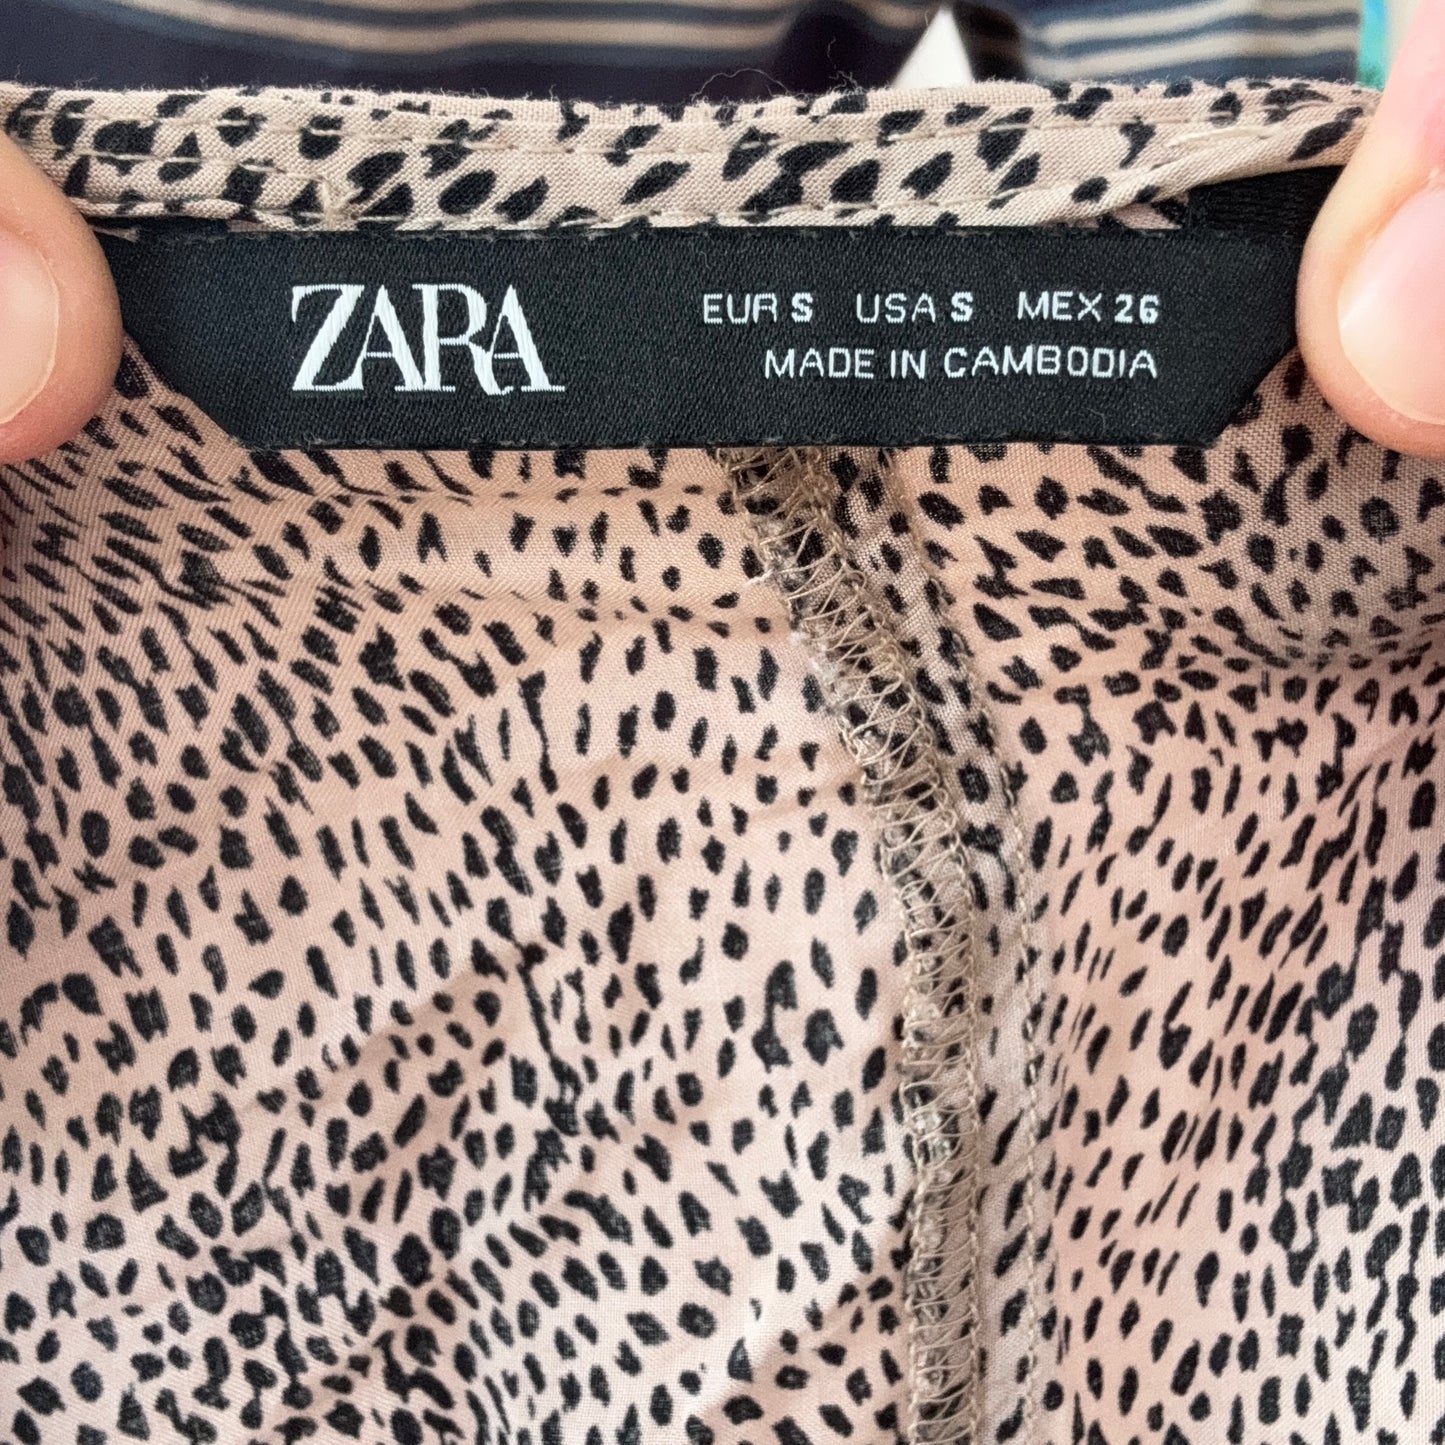 ZARA
EUR S USA S MEX 26
MADE IN CAMBODIA